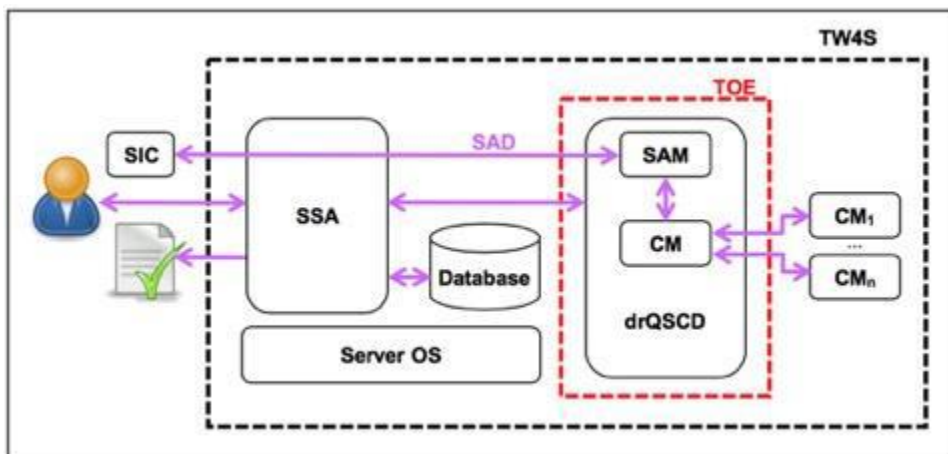 TW4S
TOE
SIC
SAD
SAM
SSA
CM
CM₁
...
CMₙ
Database
drQSCD
Server OS